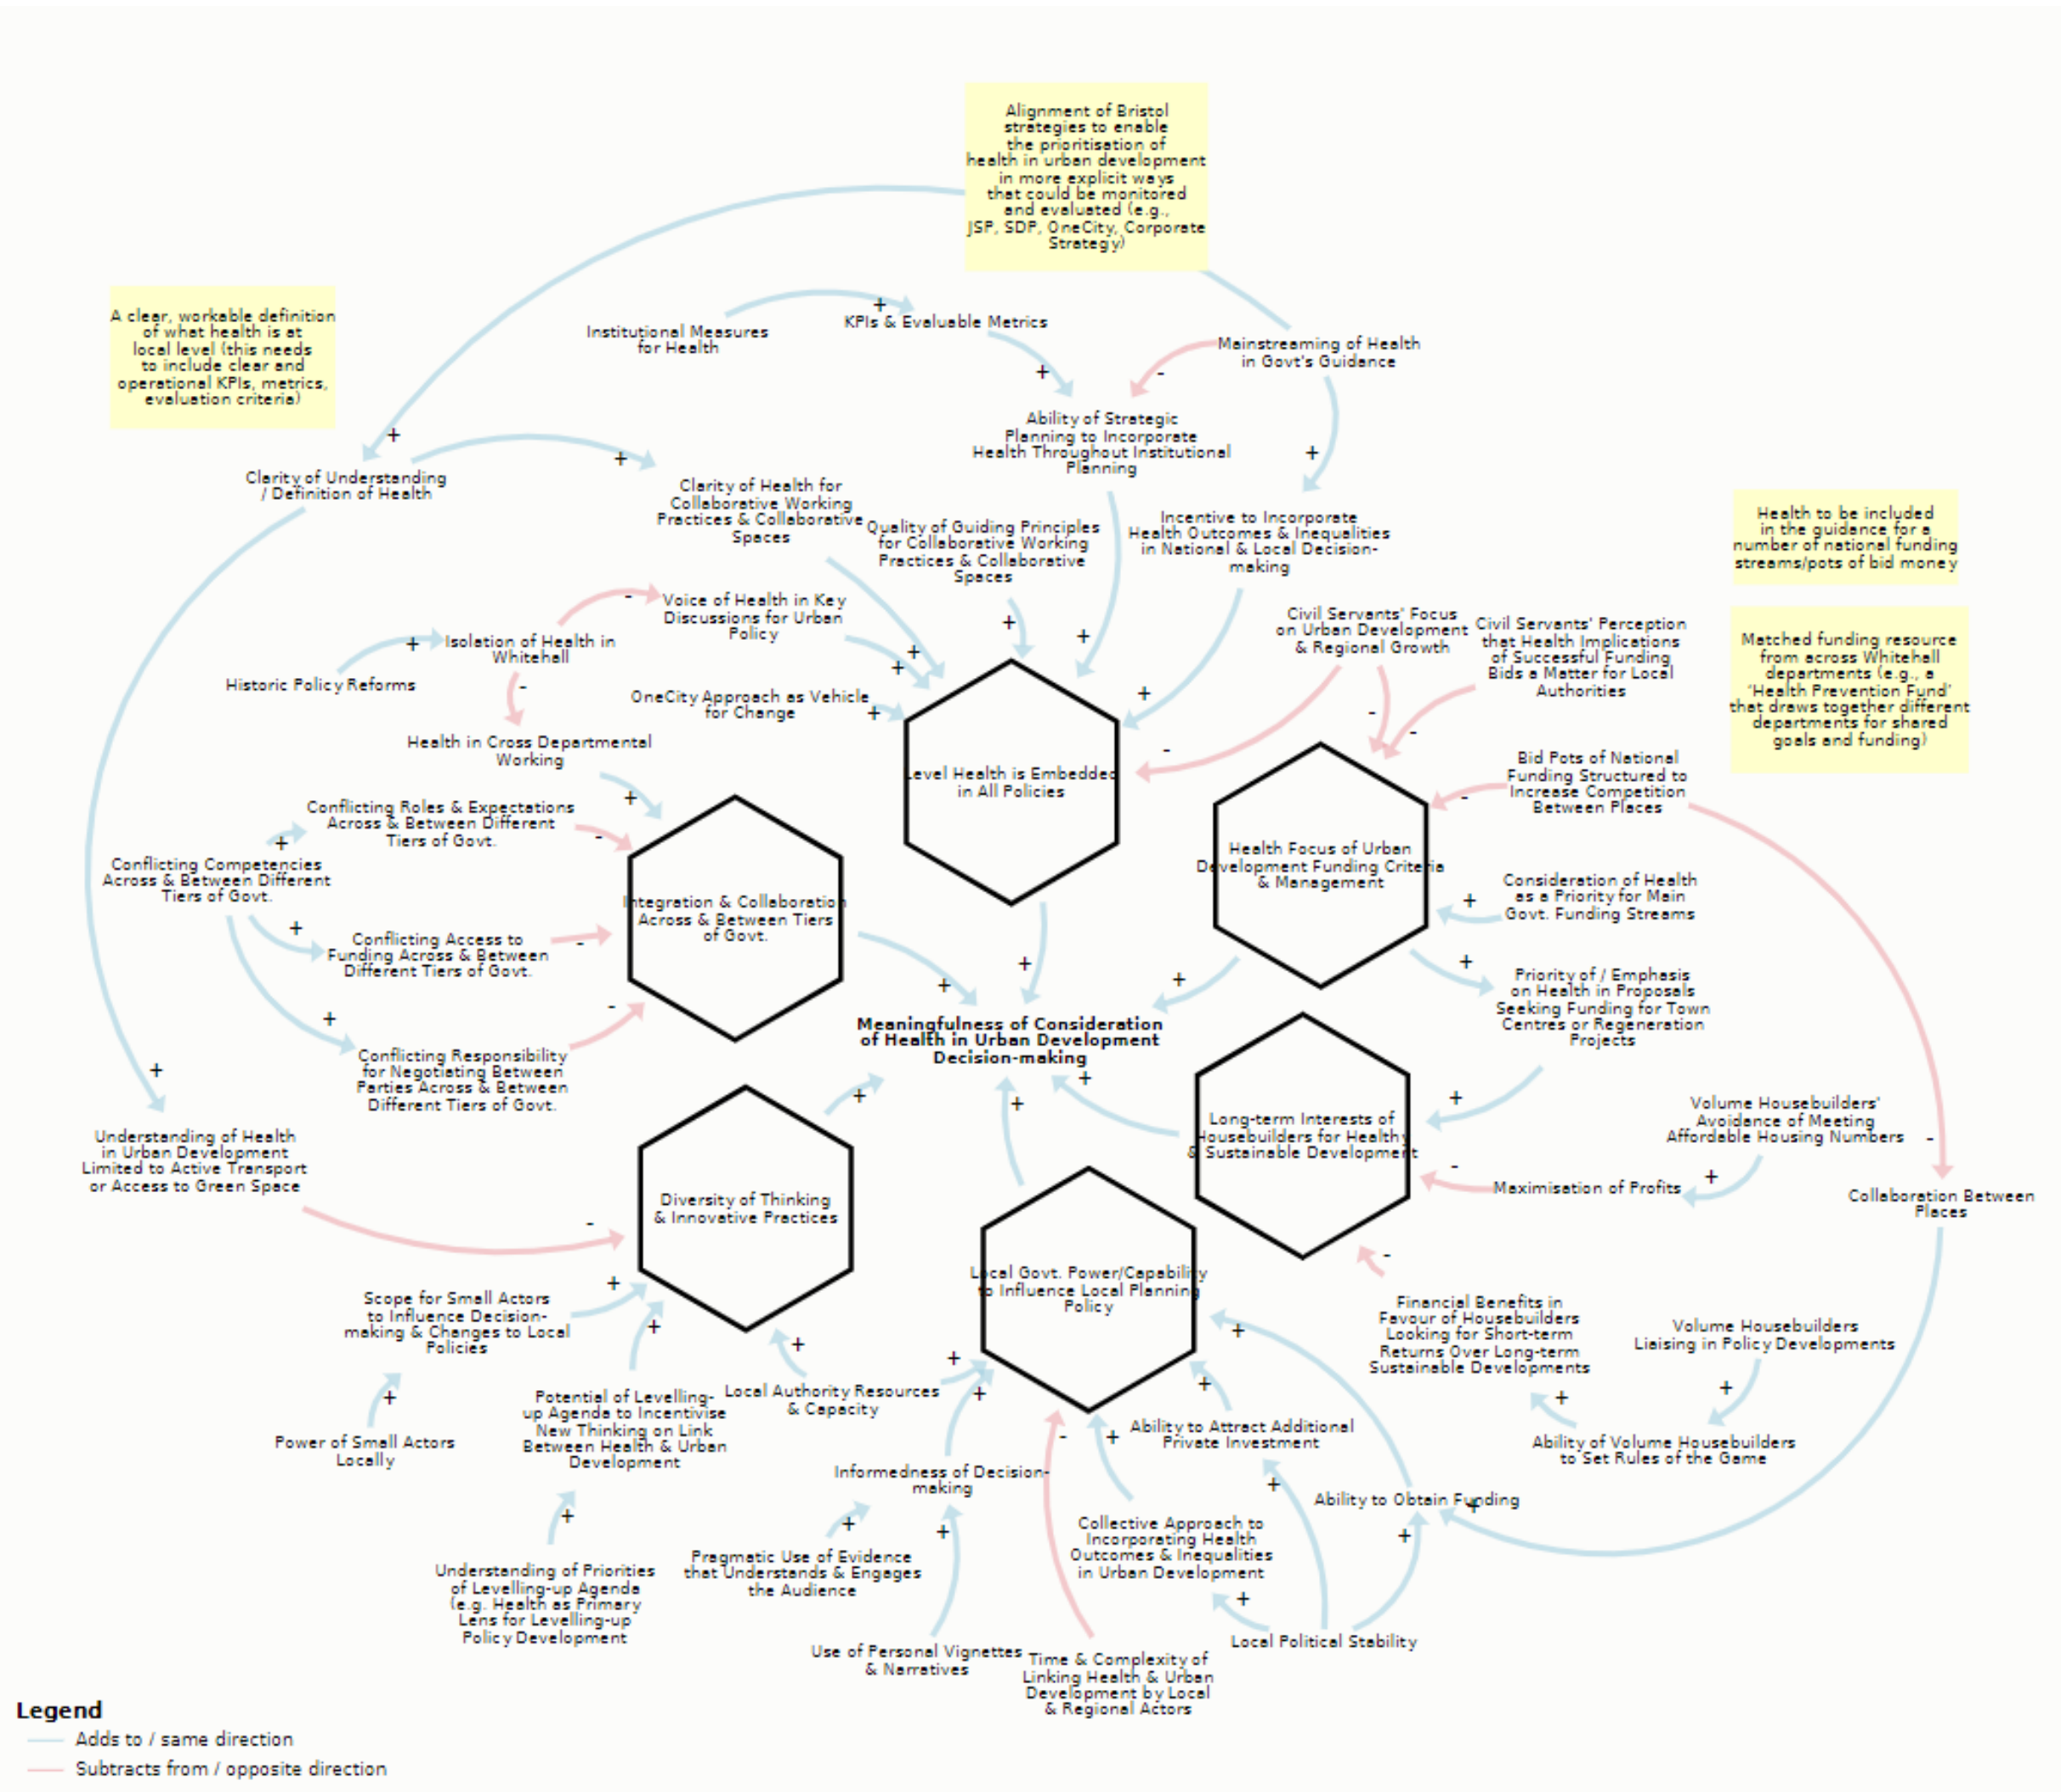 Alignment of Bristol
strategies to enable
the prioritisation of
health in urban development
in more explicit ways
that could be monitored
and evaluated (e.g.,
JSP, SDP, OneCity, Corporate
Strategy)
A clear, workable definition
of what health is at
local level (this needs
to include clear and
operational KPIs, metrics,
evaluation criteria)
Institutional Measures
for Health
+
KPIs & Evaluable Metrics
+
Mainstreaming of Health
in Govt's Guidance
-
+
Ability of Strategic
Planning to Incorporate
Health Throughout Institutional
Planning
+
Clarity of Understanding
/ Definition of Health
+
Clarity of Health for
Collaborative Working
Practices & Collaborative
Spaces
Quality of Guiding Principles
for Collaborative Working
Practices & Collaborative
Spaces
Incentive to Incorporate
Health Outcomes & Inequalities
in National & Local Decision-
making
Health to be included
in the guidance for a
number of national funding
streams/pots of bid money
Voice of Health in Key
Discussions for Urban
Policy
-
+
+
+
+
Isolation of Health in
Whitehall
+
Historic Policy Reforms
-
OneCity Approach as Vehicle
for Change
+
+
Civil Servants' Focus
on Urban Development
& Regional Growth
Civil Servants' Perception
that Health Implications
of Successful Funding
Bids a Matter for Local
Authorities
-
-
-
Matched funding resource
from across Whitehall
departments (e.g., a
'Health Prevention Fund'
that draws together different
departments for shared
goals and funding)
Health in Cross Departmental
Working
+
Level Health is Embedded
in All Policies
Bid Pots of National
Funding Structured to
Increase Competition
Between Places
-
Conflicting Roles & Expectations
Across & Between Different
Tiers of Govt.
-
+
Conflicting Competencies
Across & Between Different
Tiers of Govt.
Health Focus of Urban
Development Funding Criteria
& Management
Consideration of Health
as a Priority for Main
Govt. Funding Streams
+
Integration & Collaboration
Across & Between Tiers
of Govt.
+
Conflicting Access to
Funding Across & Between
Different Tiers of Govt.
-
+
+
+
+
Priority of / Emphasis
on Health in Proposals
Seeking Funding for Town
Centres or Regeneration
Projects
+
-
Meaningfulness of Consideration
of Health in Urban Development
Decision-making
Conflicting Responsibility
for Negotiating Between
Parties Across & Between
Different Tiers of Govt.
+
+
+
+
+
Volume Housebuilders'
Avoidance of Meeting
Affordable Housing Numbers
-
Long-term Interests of
Housebuilders for Healthy
& Sustainable Development
-
Maximisation of Profits
+
Collaboration Between
Places
Understanding of Health
in Urban Development
Limited to Active Transport
or Access to Green Space
-
Diversity of Thinking
& Innovative Practices
-
Local Govt. Power/Capability
to Influence Local Planning
Policy
Scope for Small Actors
to Influence Decision-
making & Changes to Local
Policies
+
+
+
+
+
+
+
Financial Benefits in
Favour of Housebuilders
Looking for Short-term
Returns Over Long-term
Sustainable Developments
Volume Housebuilders
Liaising in Policy Developments
+
+
+
Power of Small Actors
Locally
Potential of Levelling-
up Agenda to Incentivise
New Thinking on Link
Between Health & Urban
Development
Local Authority Resources
& Capacity
-
+
Ability to Attract Additional
Private Investment
Ability of Volume Housebuilders
to Set Rules of the Game
Informedness of Decision-
making
+
Ability to Obtain Funding
+
+
+
+
+
Collective Approach to
Incorporating Health
Outcomes & Inequalities
in Urban Development
Understanding of Priorities
of Levelling-up Agenda
(e.g. Health as Primary
Lens for Levelling-up
Policy Development
Pragmatic Use of Evidence
that Understands & Engages
the Audience
+
Use of Personal Vignettes
& Narratives
Time & Complexity of
Linking Health & Urban
Development by Local
& Regional Actors
Local Political Stability
Legend
Adds to / same direction
Subtracts from / opposite direction